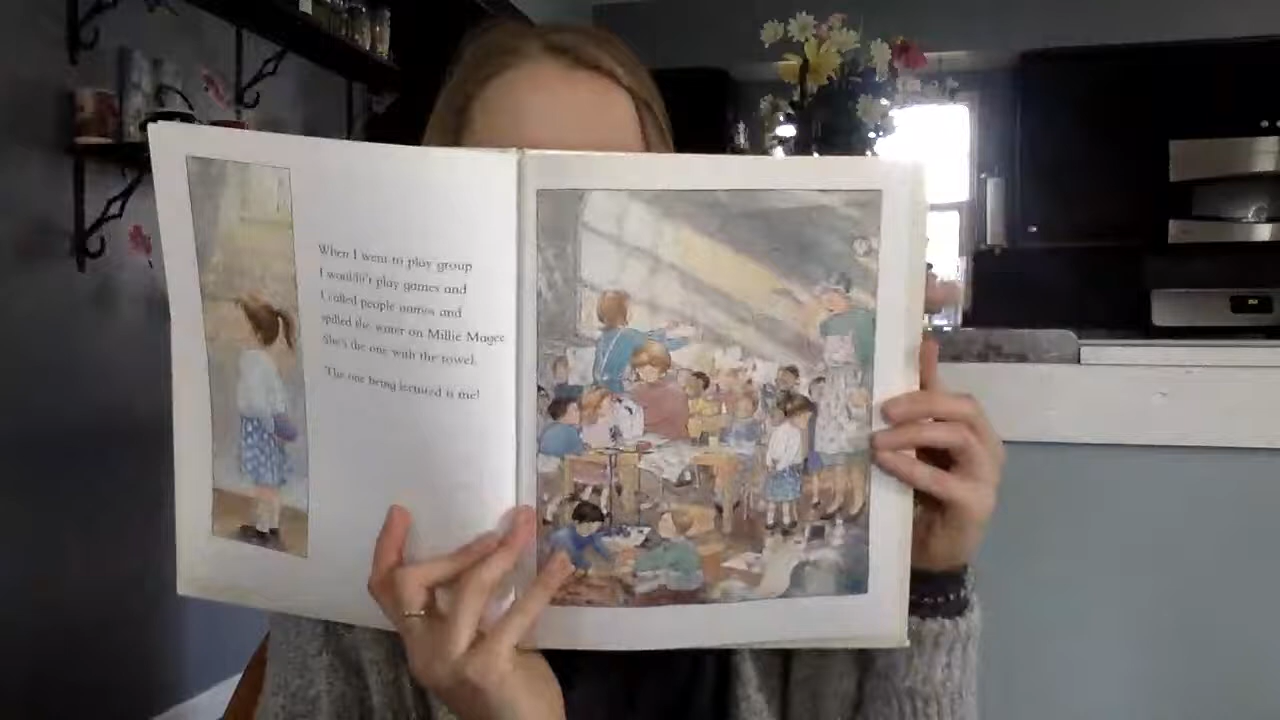 When I went to play group
I wouldn't play games and
I called people names and
spilled the water on Millie Magee
She's the one with the towel.
The one being lectured is me!